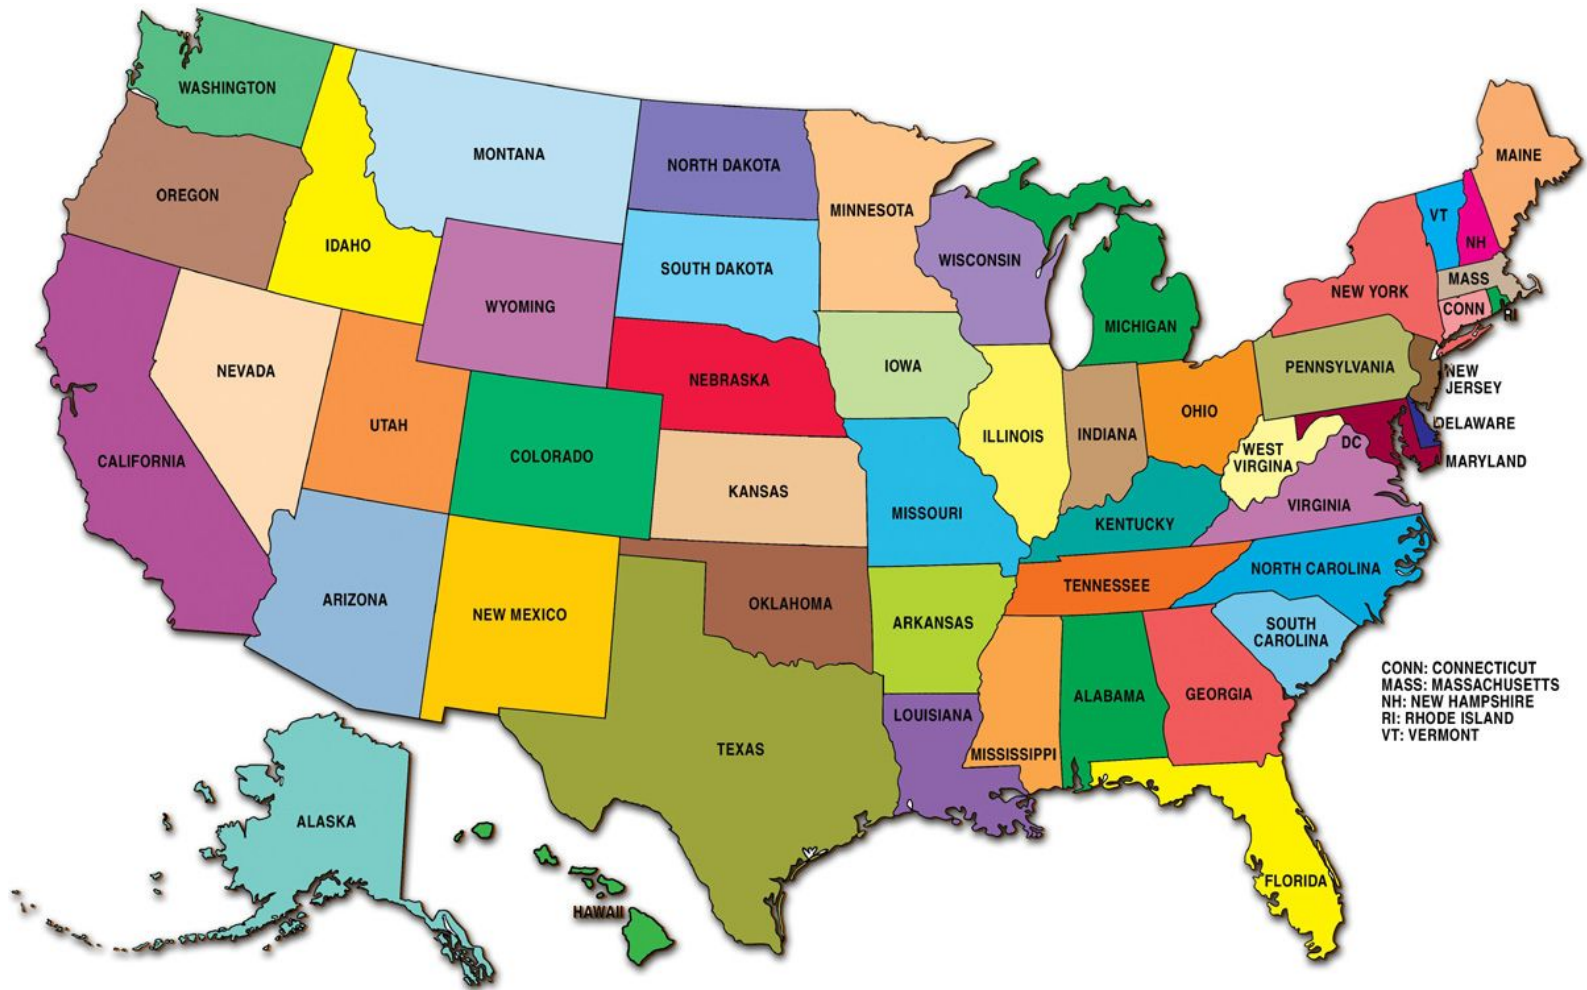 WASHINGTON
OREGON
CALIFORNIA
NEVADA
IDAHO
MONTANA
WYOMING
UTAH
COLORADO
ARIZONA
NEW MEXICO
NORTH DAKOTA
SOUTH DAKOTA
NEBRASKA
KANSAS
OKLAHOMA
TEXAS
MINNESOTA
IOWA
MISSOURI
ARKANSAS
LOUISIANA
WISCONSIN
ILLINOIS
MICHIGAN
INDIANA
OHIO
KENTUCKY
TENNESSEE
MISSISSIPPI
ALABAMA
GEORGIA
FLORIDA
SOUTH
CAROLINA
NORTH CAROLINA
VIRGINIA
WEST
VIRGINA
DC
PENNSYLVANIA
NEW YORK
VT
NH
MAINE
MASS
CONN
RI
NEW
JERSEY
DELAWARE
MARYLAND
ALASKA
HAWAII
CONN: CONNECTICUT
MASS: MASSACHUSETTS
NH: NEW HAMPSHIRE
RI: RHODE ISLAND
VT: VERMONT